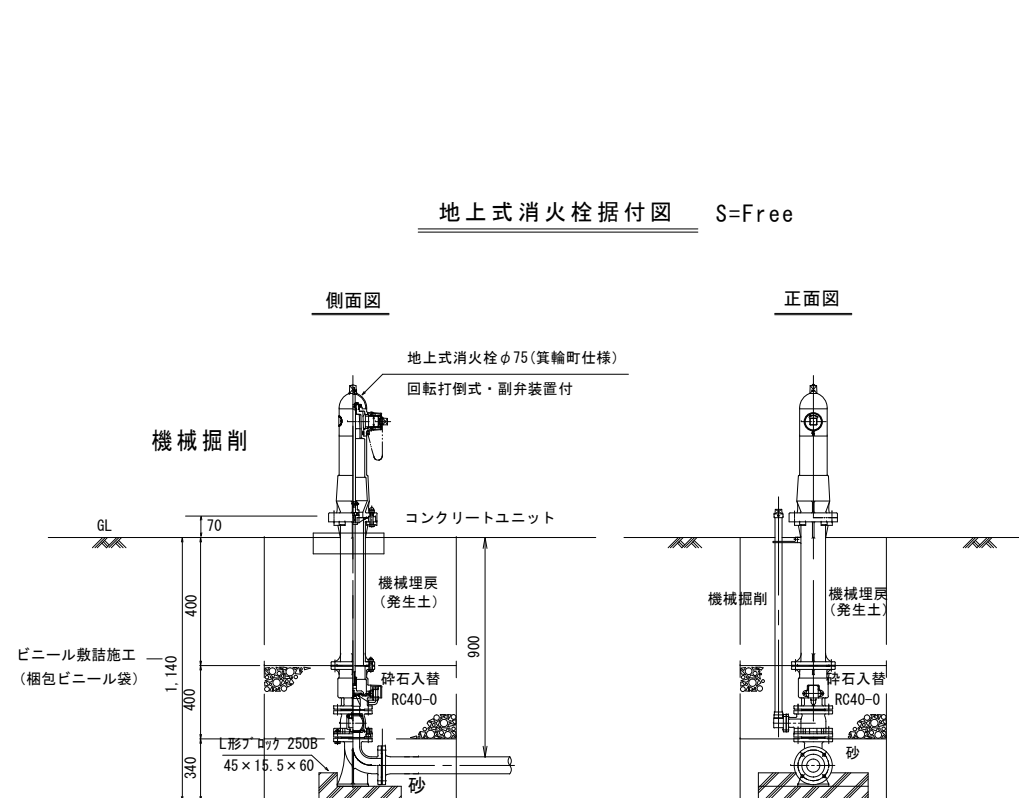 地上式消火栓据付図 S=Free
側面図
正面図
地上式消火栓φ75(箕輪町仕様)
回転打倒式・副弁装置付
機械掘削
コンクリートユニット
GL
70
機械埋戻
(発生土)
400
900
機械掘削
機械埋戻
(発生土)
ビニール敷詰施工
(梱包ビニール袋)
1,140
400
砕石入替
RC40-0
砕石入替
RC40-0
L形ブロック 250B
45×15.5×60
340
砂
砂